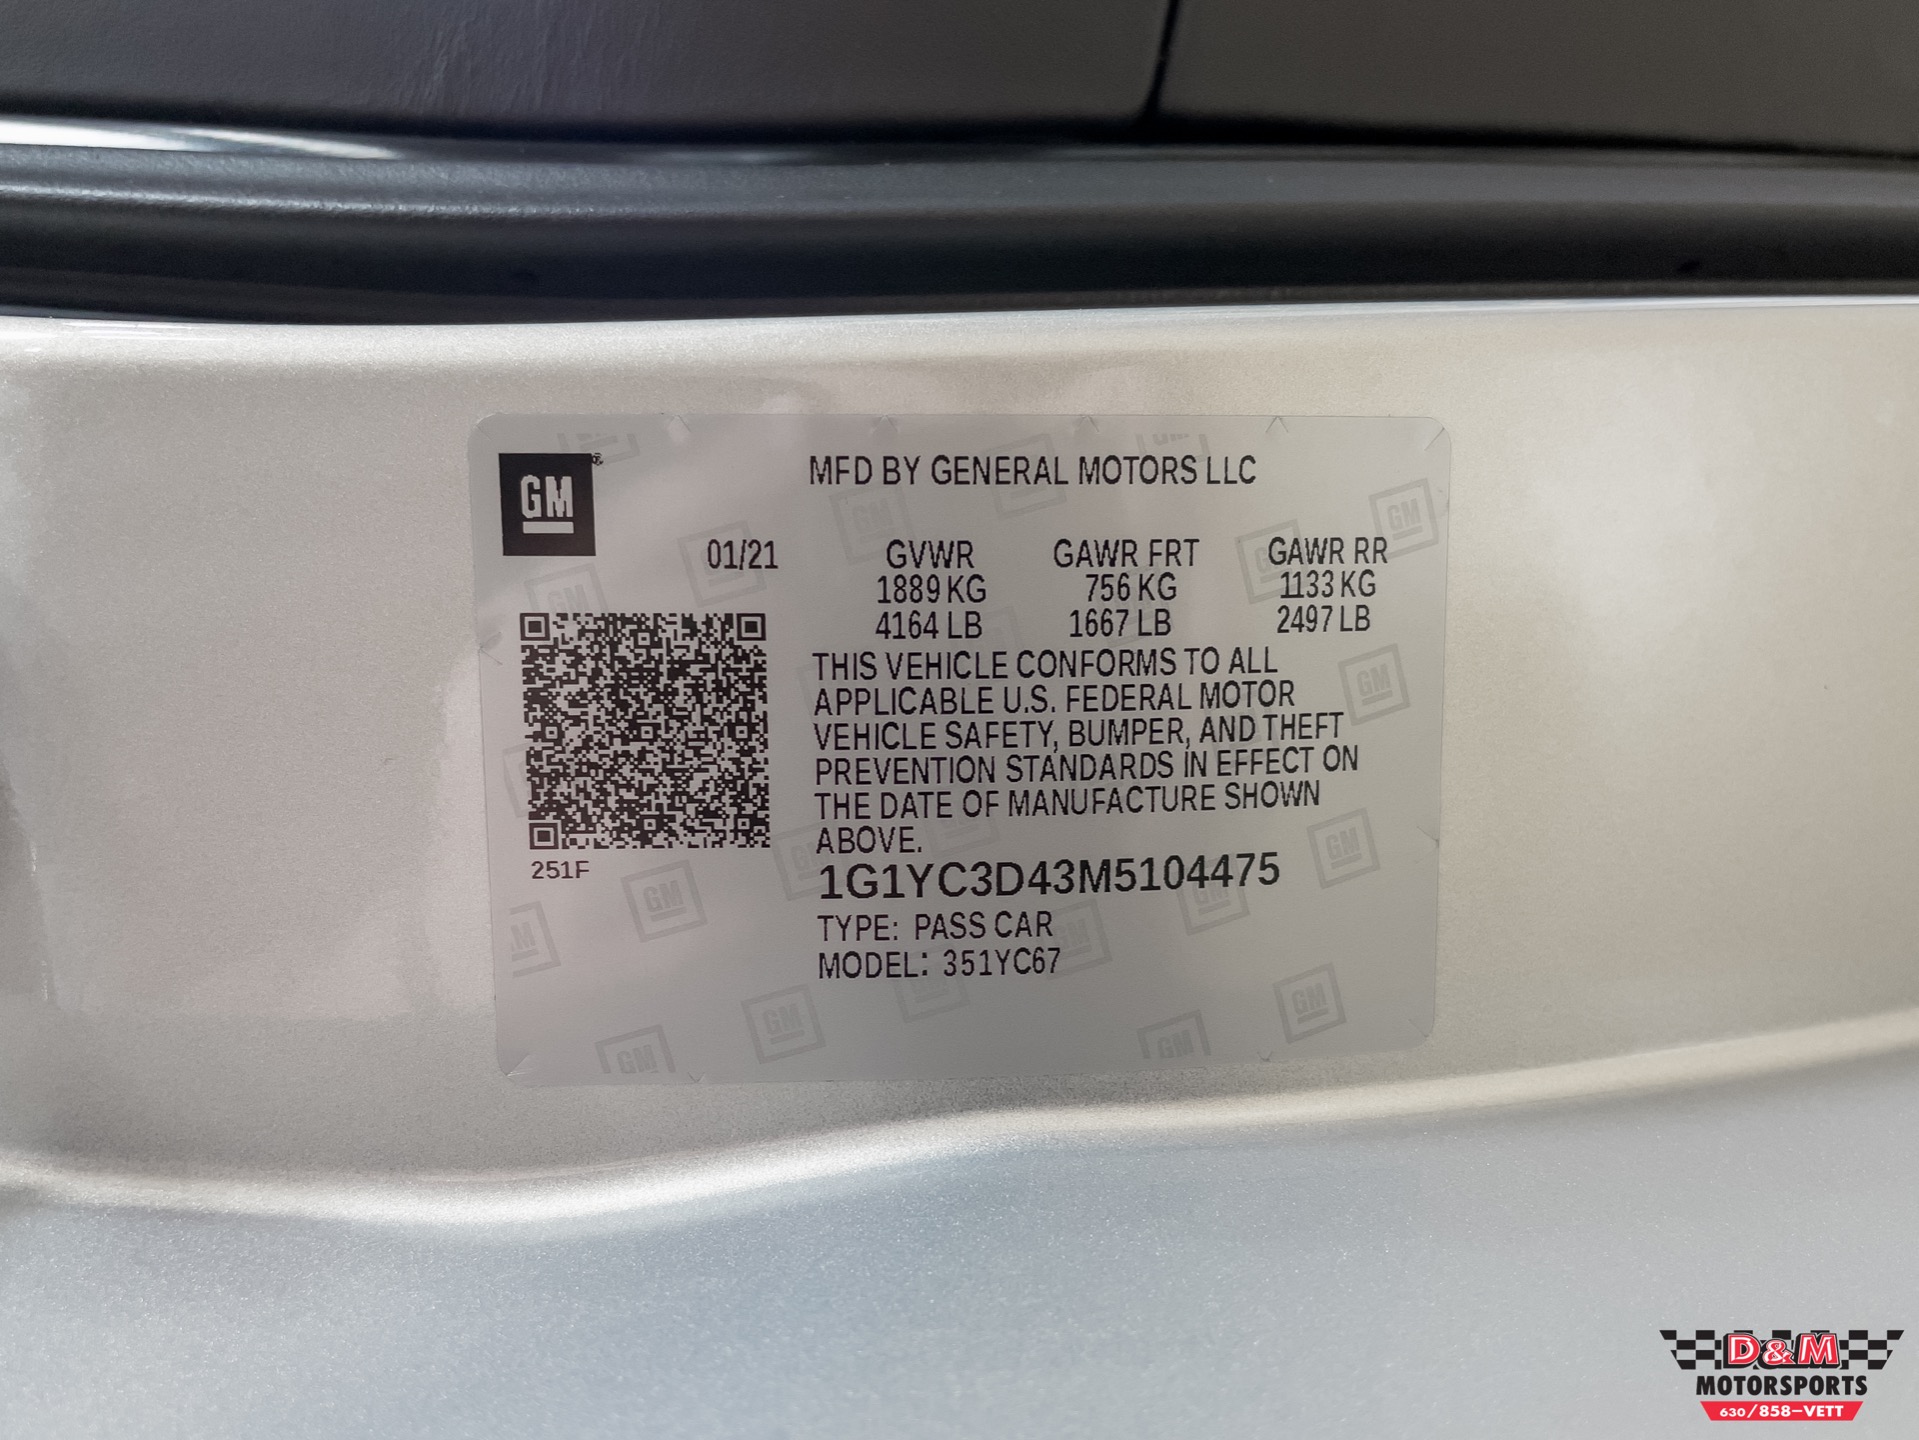 GM
®
MFD BY GENERAL MOTORS LLC
01/21 GVWR GAWR FRT GAWR RR
1889 KG 756 KG 1133 KG
4164 LB 1667 LB 2497 LB
THIS VEHICLE CONFORMS TO ALL
APPLICABLE U.S. FEDERAL MOTOR
VEHICLE SAFETY, BUMPER, AND THEFT
PREVENTION STANDARDS IN EFFECT ON
THE DATE OF MANUFACTURE SHOWN
ABOVE.
251F
1G1YC3D43M5104475
TYPE: PASS CAR
MODEL: 351YC67
D&M
MOTORSPORTS
630/858-VETT